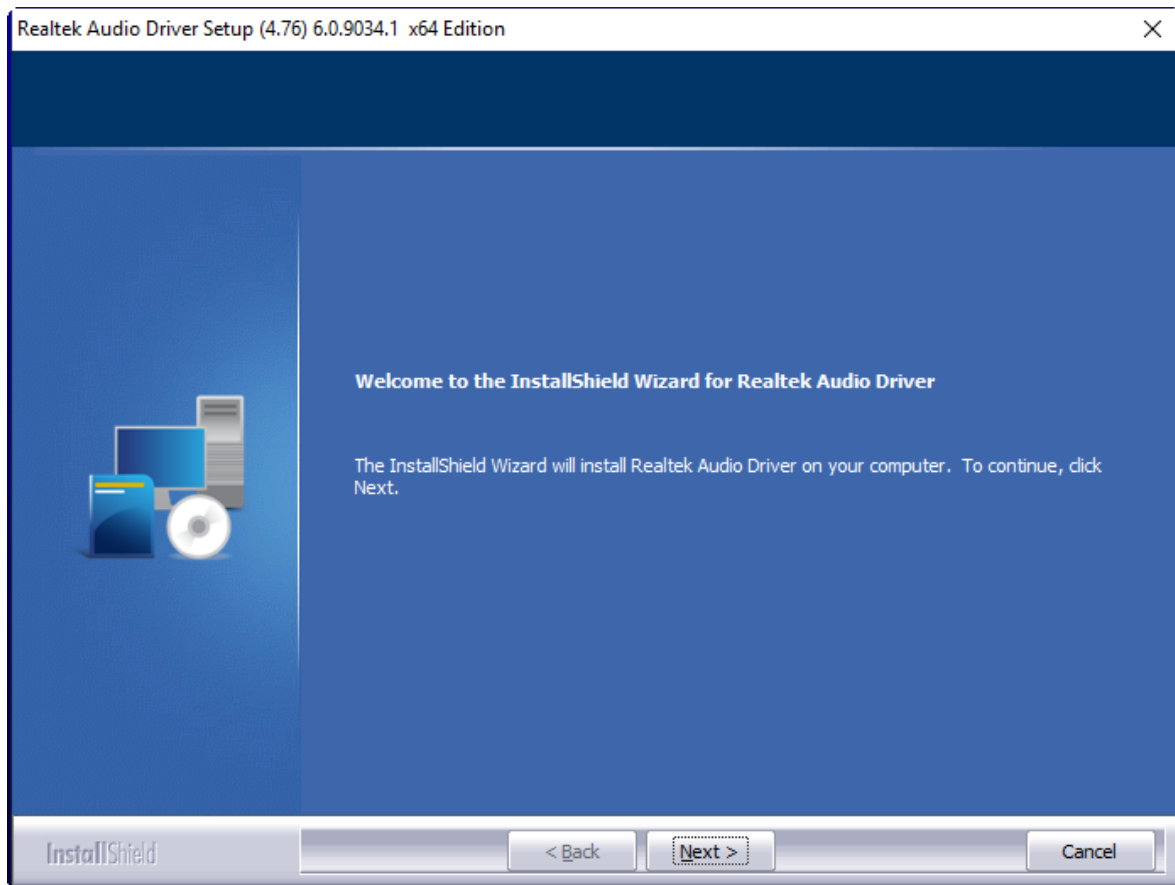 Realtek Audio Driver Setup (4.76) 6.0.9034.1 x64 Edition
Welcome to the InstallShield Wizard for Realtek Audio Driver
The InstallShield Wizard will install Realtek Audio Driver on your computer. To continue, click
Next.
InstallShield
< Back
Next >
Cancel